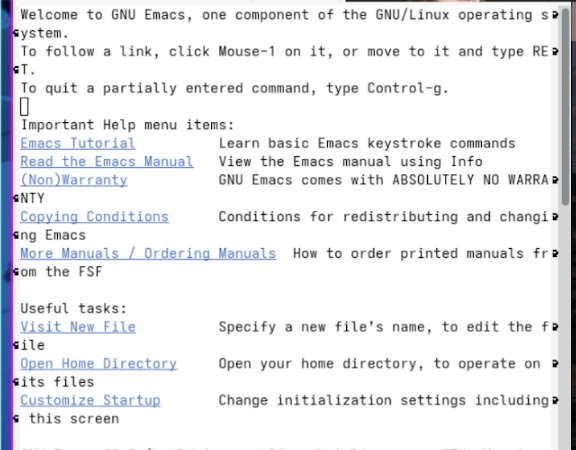 Welcome to GNU Emacs, one component of the GNU/Linux operating s
ystem.
To follow a link, click Mouse-1 on it, or move to it and type RE
T.
To quit a partially entered command, type Control-g.
Important Help menu items:
Emacs Tutorial Learn basic Emacs keystroke commands
Read the Emacs Manual View the Emacs manual using Info
(Non)Warranty GNU Emacs comes with ABSOLUTELY NO WARRA
NTY
Copying Conditions Conditions for redistributing and changi
ng Emacs
More Manuals / Ordering Manuals How to order printed manuals fr
om the FSF
Useful tasks:
Visit New File Specify a new file’s name, to edit the f
ile
Open Home Directory Open your home directory, to operate on
its files
Customize Startup Change initialization settings including
this screen